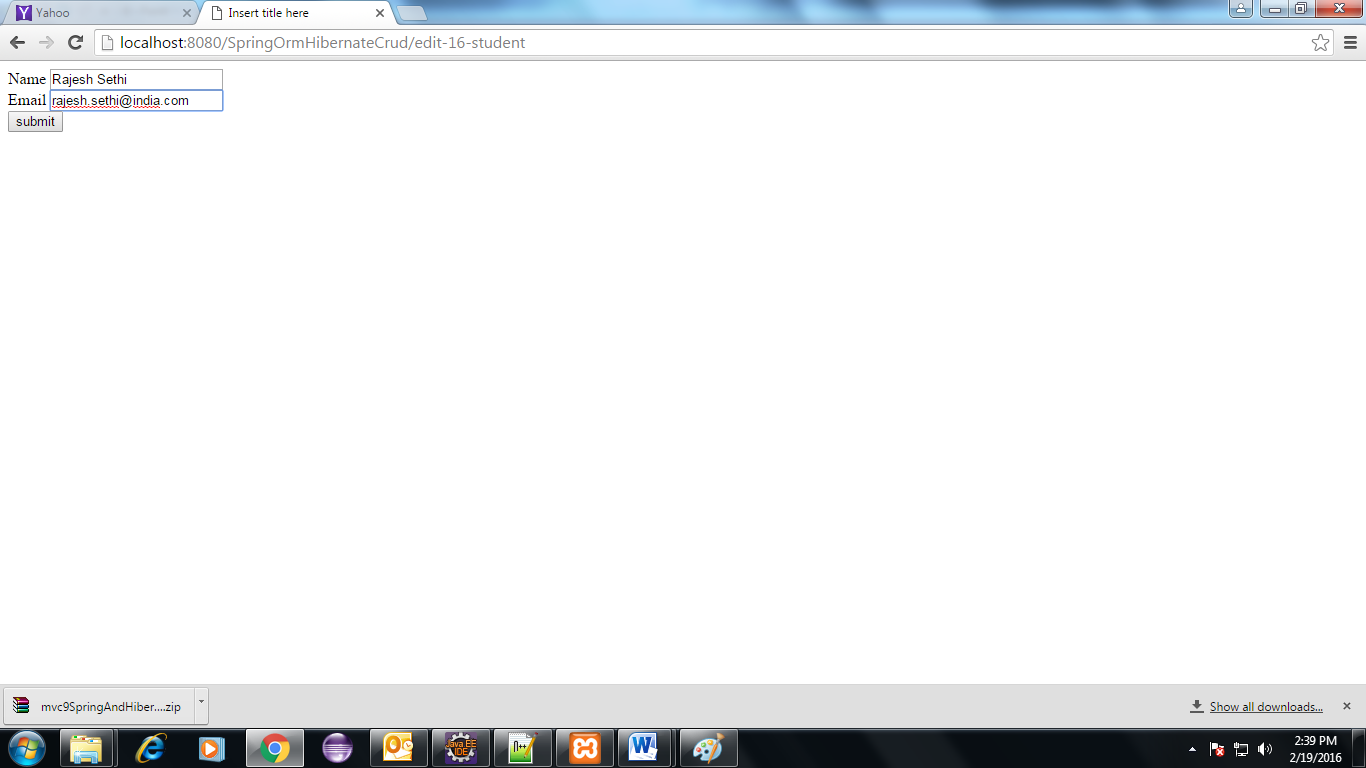 Yahoo
Insert title here
localhost:8080/SpringOrmHibernateCrud/edit-16-student
Name Rajesh Sethi
Email rajesh.sethi@india.com
submit
mvc9SpringAndHiber....zip
Show all downloads...
Java EE
IDE
2:39 PM
2/19/2016